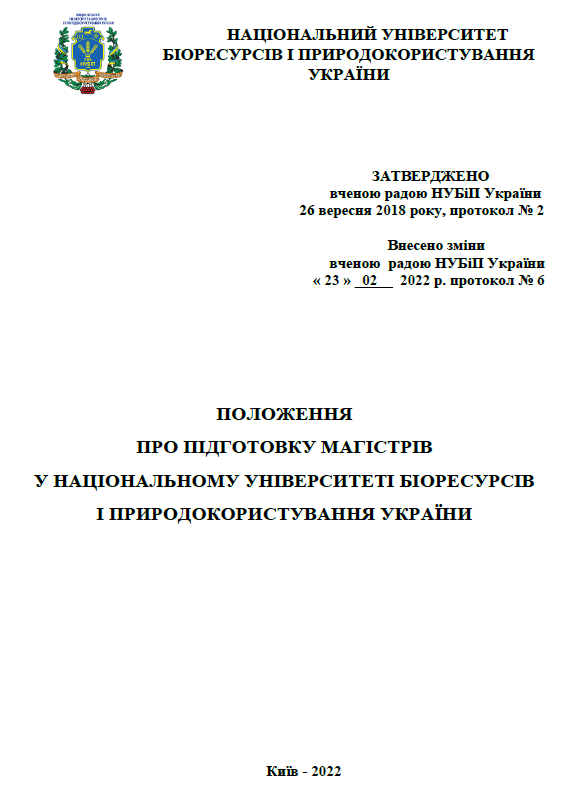 НАЦІОНАЛЬНИЙ УНІВЕРСИТЕТ
БІОРЕСУРСІВ І ПРИРОДОКОРИСТУВАННЯ
УКРАЇНИ
ЗАТВЕРДЖЕНО
вченою радою НУБіП України
26 вересня 2018 року, протокол № 2
Внесено зміни
вченою радою НУБіП України
« 23 » 02 2022 р. протокол № 6
ПОЛОЖЕННЯ
ПРО ПІДГОТОВКУ МАГІСТРІВ
У НАЦІОНАЛЬНОМУ УНІВЕРСИТЕТІ БІОРЕСУРСІВ
І ПРИРОДОКОРИСТУВАННЯ УКРАЇНИ
Київ - 2022